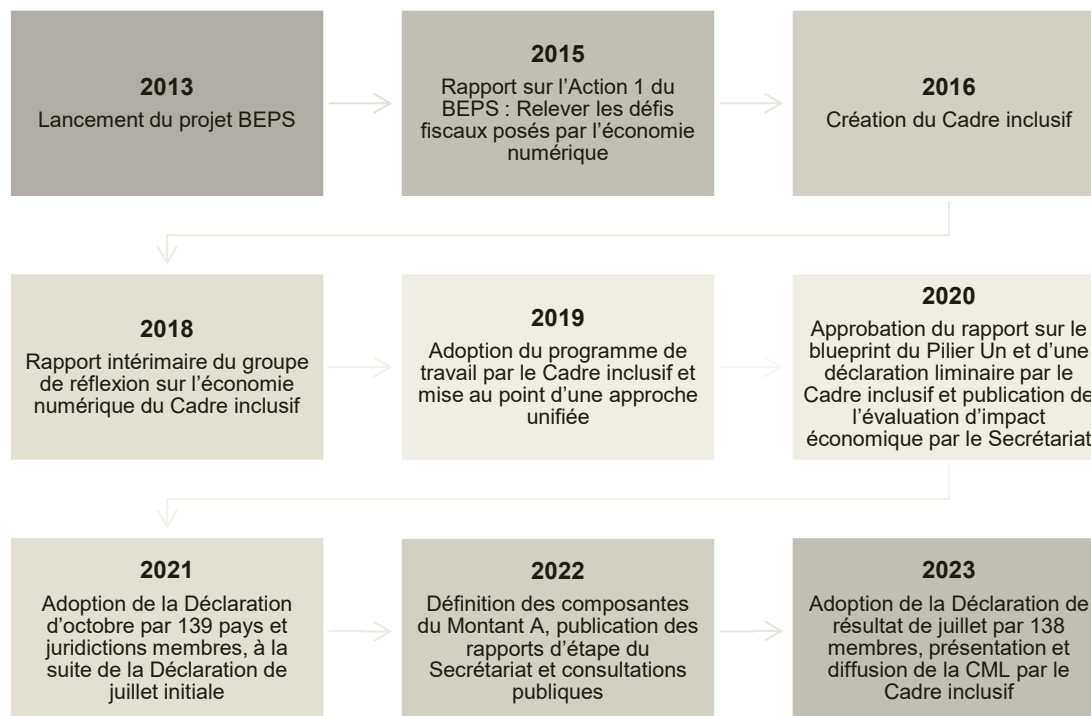 2013
Lancement du projet BEPS
2015
Rapport sur l’Action 1 du
BEPS : Relever les défis
fiscaux posés par l’économie
numérique
2016
Création du Cadre inclusif
2018
Rapport intérimaire du groupe
de réflexion sur l’économie
numérique du Cadre inclusif
2019
Adoption du programme de
travail par le Cadre inclusif et
mise au point d’une approche
unifiée
2020
Approbation du rapport sur le
blueprint du Pilier Un et d’une
déclaration liminaire par le
Cadre inclusif et publication de
l’évaluation d’impact
économique par le Secrétariat
2021
Adoption de la Déclaration
d’octobre par 139 pays et
juridictions membres, à la
suite de la Déclaration de
juillet initiale
2022
Définition des composantes
du Montant A, publication des
rapports d’étape du
Secrétariat et consultations
publiques
2023
Adoption de la Déclaration de
résultat de juillet par 138
membres, présentation et
diffusion de la CML par le
Cadre inclusif